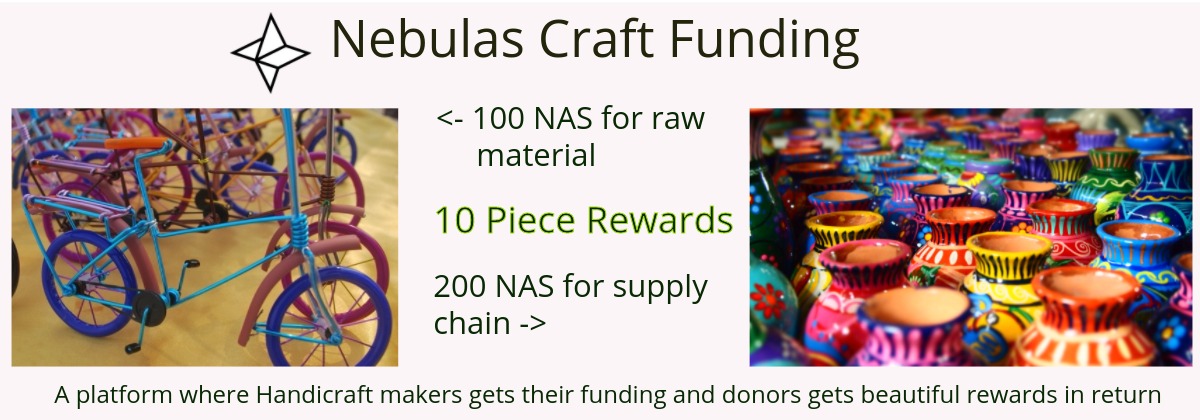 Nebulas Craft Funding
<- 100 NAS for raw
material
10 Piece Rewards
200 NAS for supply
chain ->
A platform where Handicraft makers gets their funding and donors gets beautiful rewards in return